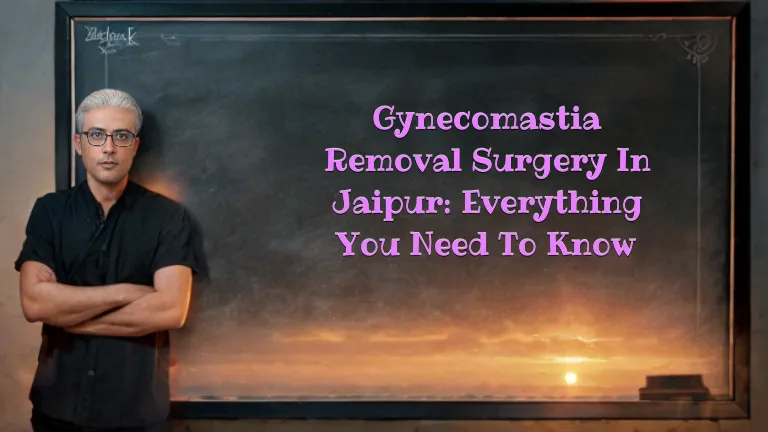 Gynecomastia
Removal Surgery In
Jaipur: Everything
You Need To Know